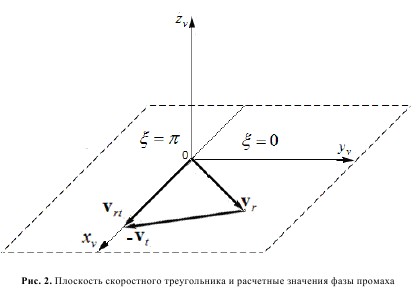 z_v
ξ = π
ξ = 0
0
y_v
v_rt
v_r
x_v
-v_t
Рис. 2. Плоскость скоростного треугольника и расчетные значения фазы промаха